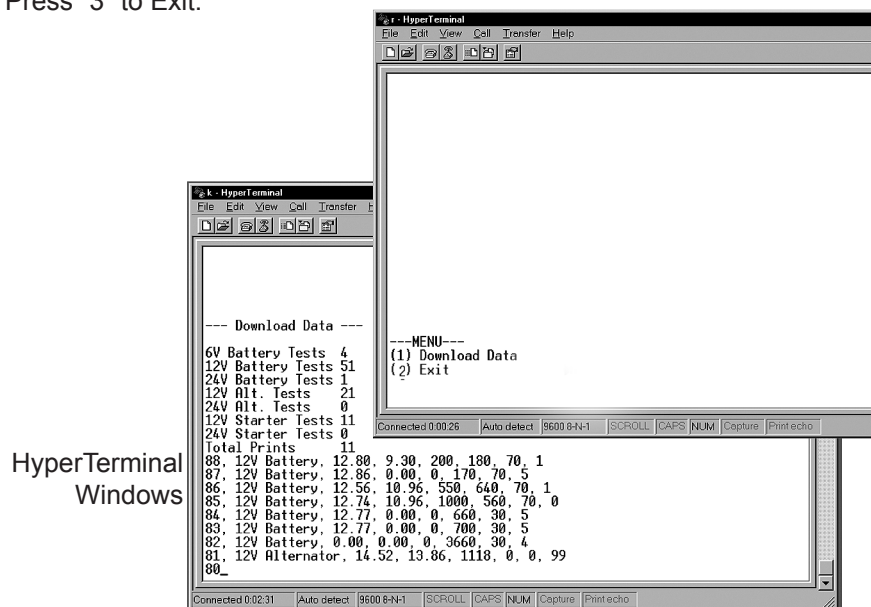 Press "3" to Exit.
r - HyperTerminal
File Edit View Call Transfer Help
---MENU---
(1) Download Data
(2) Exit
Connected 0:00:26 Auto detect 9600 8-N-1 SCROLL CAPS NUM Capture Print echo
k - HyperTerminal
File Edit View Call Transfer
--- Download Data ---
6V Battery Tests 4
12V Battery Tests 51
24V Battery Tests 1
12V Alt. Tests 21
24V Alt. Tests 0
12V Starter Tests 11
24V Starter Tests 0
Total Prints 11
88, 12V Battery, 12.80, 9.30, 200, 180, 70, 1
87, 12V Battery, 12.86, 0.00, 0, 170, 70, 5
86, 12V Battery, 12.56, 10.96, 550, 640, 70, 1
85, 12V Battery, 12.74, 10.96, 1000, 560, 70, 0
84, 12V Battery, 12.77, 0.00, 0, 660, 30, 5
83, 12V Battery, 12.77, 0.00, 0, 700, 30, 5
82, 12V Battery, 0.00, 0.00, 0, 3660, 30, 4
81, 12V Alternator, 14.52, 13.86, 1118, 0, 0, 99
80_
Connected 0:02:31 Auto detect 9600 8-N-1 SCROLL CAPS NUM Capture Print echo
HyperTerminal
Windows